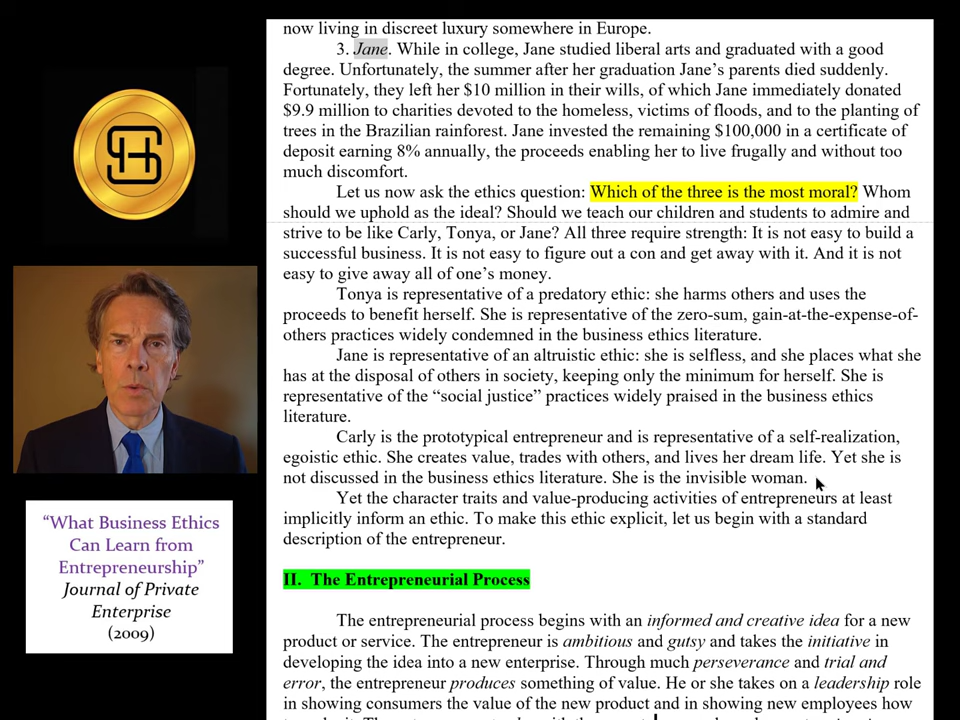 now living in discreet luxury somewhere in Europe.
3. Jane. While in college, Jane studied liberal arts and graduated with a good
degree. Unfortunately, the summer after her graduation Jane’s parents died suddenly.
Fortunately, they left her $10 million in their wills, of which Jane immediately donated
$9.9 million to charities devoted to the homeless, victims of floods, and to the planting of
trees in the Brazilian rainforest. Jane invested the remaining $100,000 in a certificate of
deposit earning 8% annually, the proceeds enabling her to live frugally and without too
much discomfort.
Let us now ask the ethics question: Which of the three is the most moral? Whom
should we uphold as the ideal? Should we teach our children and students to admire and
strive to be like Carly, Tonya, or Jane? All three require strength: It is not easy to build a
successful business. It is not easy to figure out a con and get away with it. And it is not
easy to give away all of one’s money.
Tonya is representative of a predatory ethic: she harms others and uses the
proceeds to benefit herself. She is representative of the zero-sum, gain-at-the-expense-of-
others practices widely condemned in the business ethics literature.
Jane is representative of an altruistic ethic: she is selfless, and she places what she
has at the disposal of others in society, keeping only the minimum for herself. She is
representative of the “social justice” practices widely praised in the business ethics
literature.
Carly is the prototypical entrepreneur and is representative of a self-realization,
egoistic ethic. She creates value, trades with others, and lives her dream life. Yet she is
not discussed in the business ethics literature. She is the invisible woman.
Yet the character traits and value-producing activities of entrepreneurs at least
implicitly inform an ethic. To make this ethic explicit, let us begin with a standard
description of the entrepreneur.
II. The Entrepreneurial Process
The entrepreneurial process begins with an informed and creative idea for a new
product or service. The entrepreneur is ambitious and gutsy and takes the initiative in
developing the idea into a new enterprise. Through much perseverance and trial and
error, the entrepreneur produces something of value. He or she takes on a leadership role
in showing consumers the value of the new product and in showing new employees how
“What Business Ethics
Can Learn from
Entrepreneurship”
Journal of Private
Enterprise
(2009)